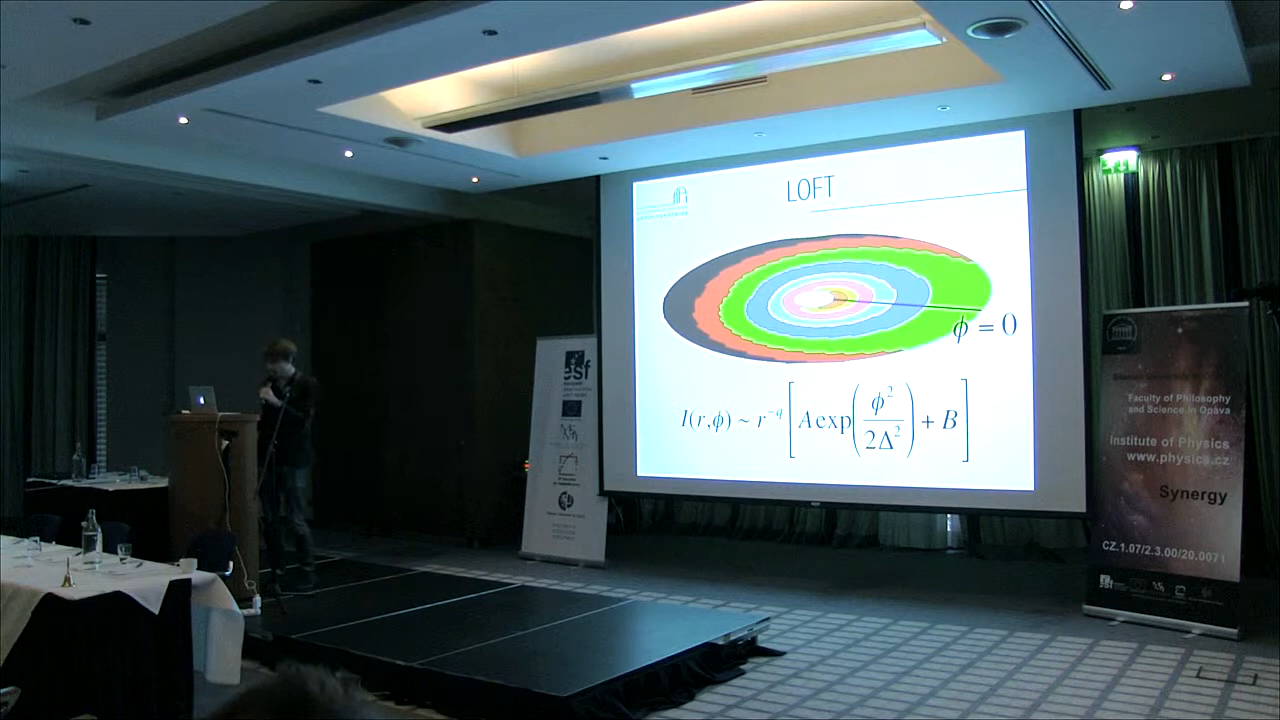 LOFT
ϕ = 0
I(r,ϕ) ~ r^{-q} [A exp(ϕ²/2Δ²) + B]
esf
Faculty of Philosophy
and Science in Opava
Institute of Physics
www.physics.cz
Synergy
CZ.1.07/2.3.00/20.0071
esf